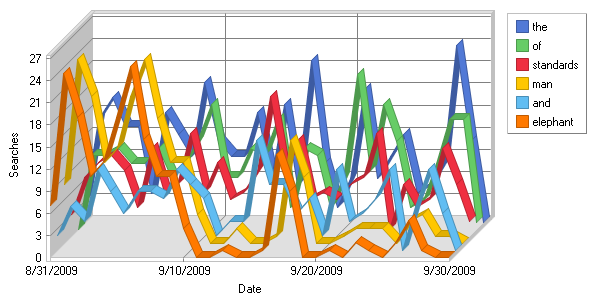 27
24
21
18
15
12
9
6
3
0
Searches
8/31/2009
9/10/2009
9/20/2009
9/30/2009
Date
the
of
standards
man
and
elephant